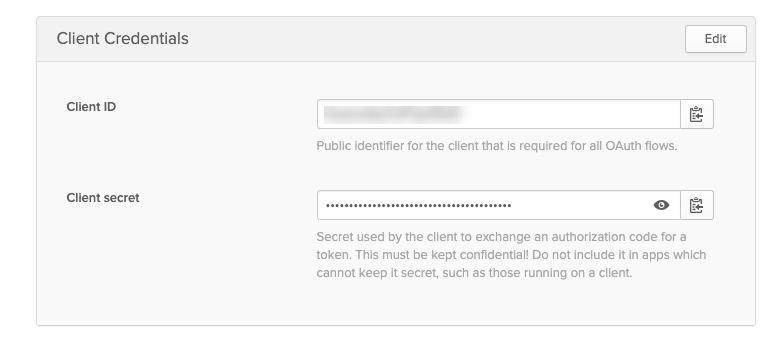 Client Credentials
Edit
Client ID
Public identifier for the client that is required for all OAuth flows.
Client secret
••••••••••••••••••••••••••••••••••••••••
Secret used by the client to exchange an authorization code for a
token. This must be kept confidential! Do not include it in apps which
cannot keep it secret, such as those running on a client.